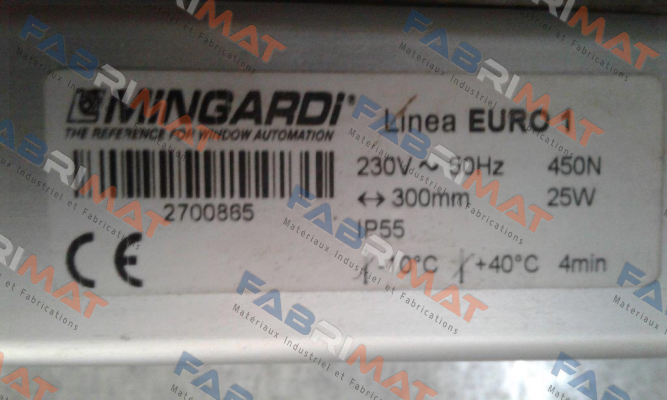 MINGARDi
THE REFERENCE FOR WINDOW AUTOMATION
2700865
CE
Linea EURO 1
230V ~ 50Hz 450N
↔ 300mm 25W
IP55
-10°C +40°C 4min
FABRIMAT
Matériaux Industriel et Fabrications